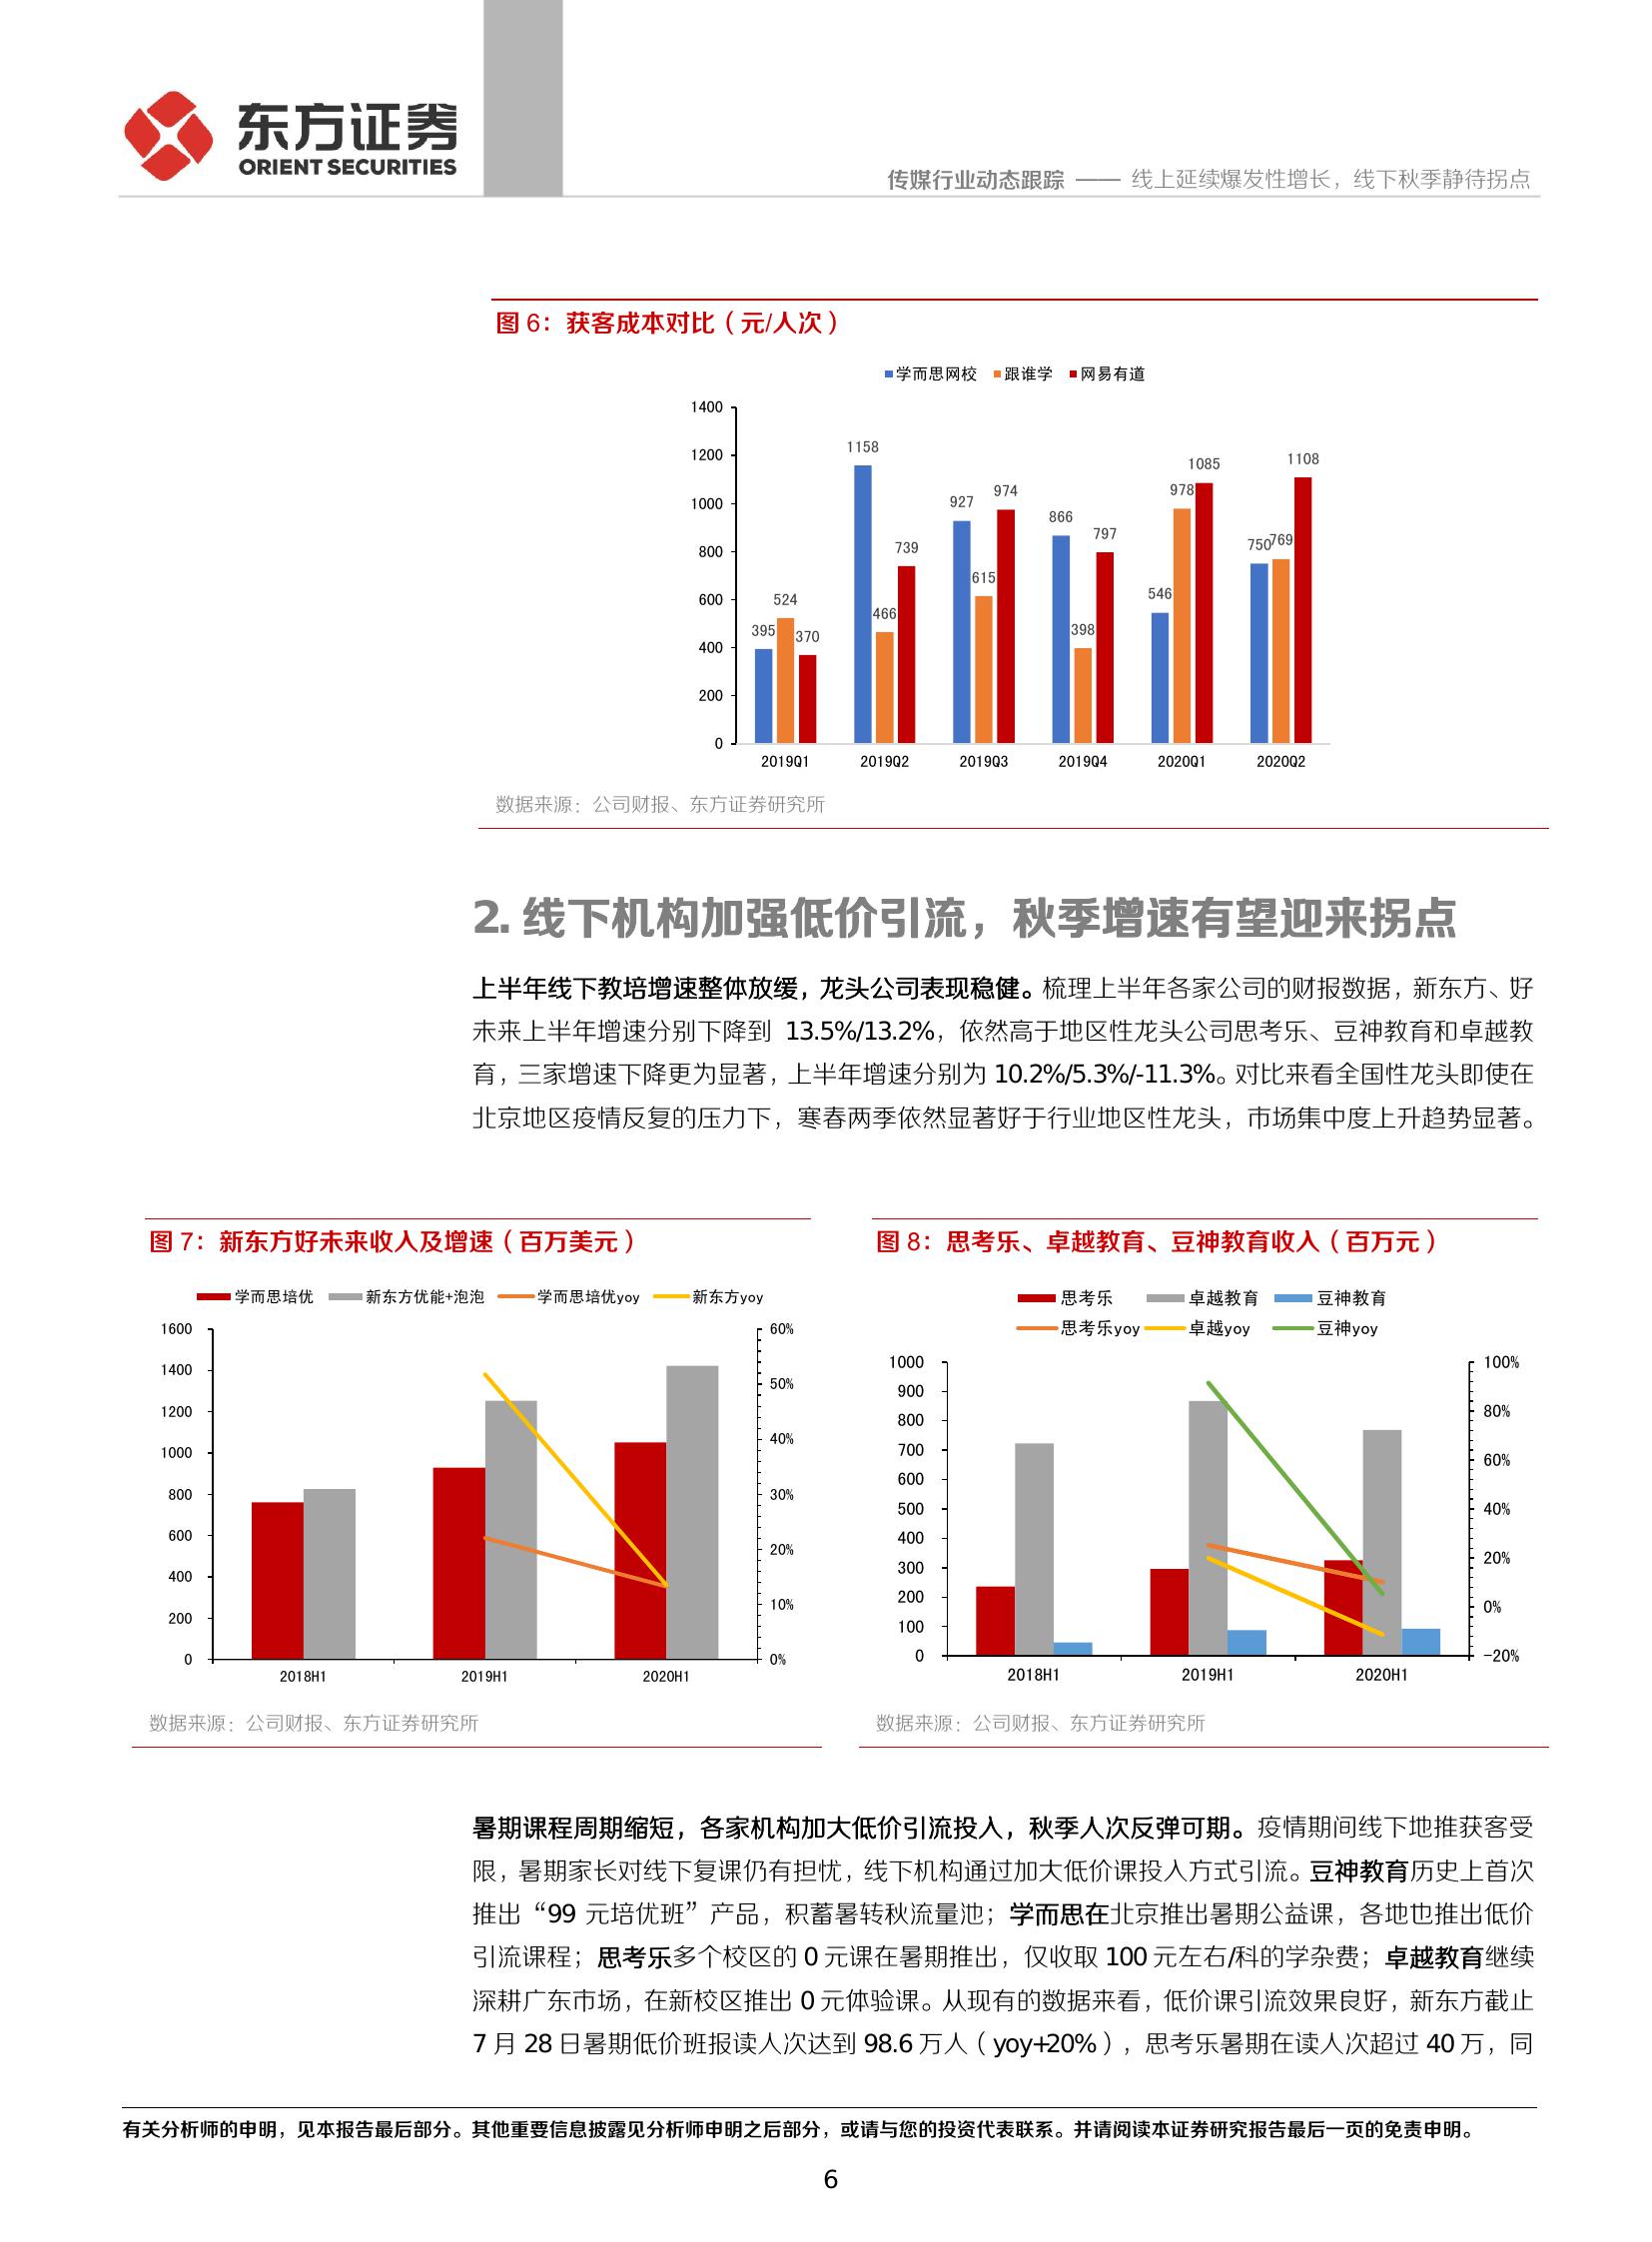 东方证券
ORIENT SECURITIES
传媒行业动态跟踪 —— 线上延续爆发性增长，线下秋季静待拐点
图 6：获客成本对比（元/人次）
学而思网校 跟谁学 网易有道
1400
1200
1000
800
600
400
200
0
395 524 370
1158 466 739
927 615 974
866 398 797
546 978 1085
750 769 1108
2019Q1 2019Q2 2019Q3 2019Q4 2020Q1 2020Q2
数据来源：公司财报、东方证券研究所
2. 线下机构加强低价引流，秋季增速有望迎来拐点
上半年线下教培增速整体放缓，龙头公司表现稳健。梳理上半年各家公司的财报数据，新东方、好
未来上半年增速分别下降到 13.5%/13.2%，依然高于地区性龙头公司思考乐、豆神教育和卓越教
育，三家增速下降更为显著，上半年增速分别为 10.2%/5.3%/-11.3%。对比来看全国性龙头即使在
北京地区疫情反复的压力下，寒春两季依然显著好于行业地区性龙头，市场集中度上升趋势显著。
图 7：新东方好未来收入及增速（百万美元）
学而思培优 新东方优能+泡泡 学而思培优yoy 新东方yoy
1600
1400
1200
1000
800
600
400
200
0
60%
50%
40%
30%
20%
10%
0%
2018H1 2019H1 2020H1
数据来源：公司财报、东方证券研究所
图 8：思考乐、卓越教育、豆神教育收入（百万元）
思考乐 卓越教育 豆神教育
思考乐yoy 卓越yoy 豆神yoy
1000
900
800
700
600
500
400
300
200
100
0
100%
80%
60%
40%
20%
0%
-20%
2018H1 2019H1 2020H1
数据来源：公司财报、东方证券研究所
暑期课程周期缩短，各家机构加大低价引流投入，秋季人次反弹可期。疫情期间线下地推获客受
限，暑期家长对线下复课仍有担忧，线下机构通过加大低价课投入方式引流。豆神教育历史上首次
推出“99 元培优班”产品，积蓄暑转秋流量池；学而思在北京推出暑期公益课，各地也推出低价
引流课程；思考乐多个校区的 0 元课在暑期推出，仅收取 100 元左右/科的学杂费；卓越教育继续
深耕广东市场，在新校区推出 0 元体验课。从现有的数据来看，低价课引流效果良好，新东方截止
7 月 28 日暑期低价班报读人次达到 98.6 万人（yoy+20%），思考乐暑期在读人次超过 40 万，同
有关分析师的申明，见本报告最后部分。其他重要信息披露见分析师申明之后部分，或请与您的投资代表联系。并请阅读本证券研究报告最后一页的免责申明。
6